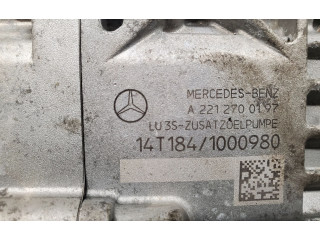 MERCEDES-BENZ
A 221 270 01 97
LU 3S-ZUSATZOELPUMPE
14T184/1000980